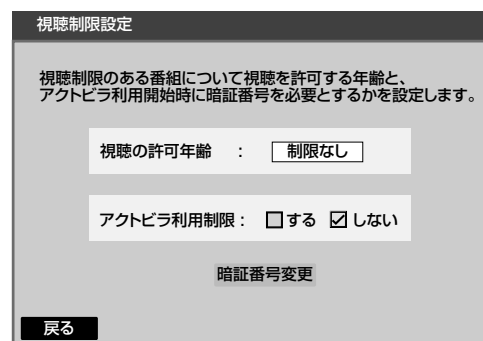 視聴制限設定
視聴制限のある番組について視聴を許可する年齢と、
アクトビラ利用開始時に暗証番号を必要とするかを設定します。
視聴の許可年齢 : 制限なし
アクトビラ利用制限 : する しない
暗証番号変更
戻る